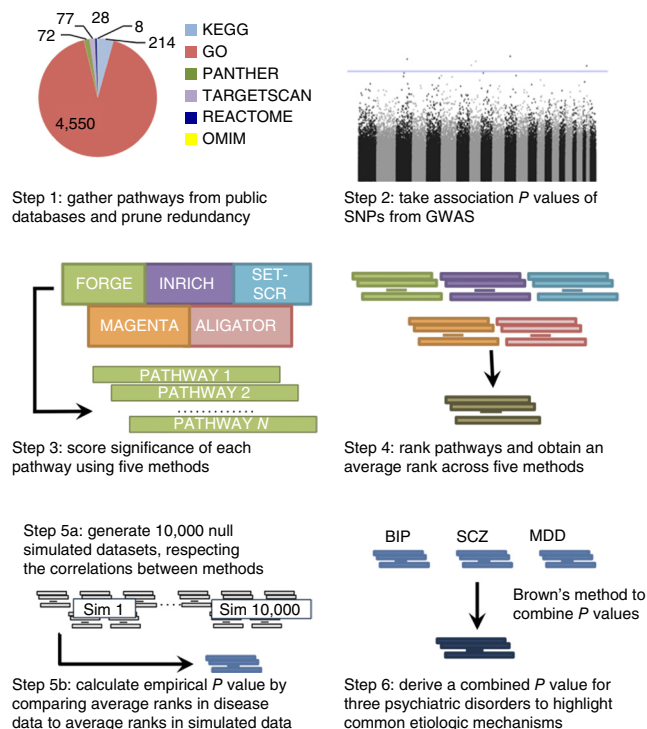 77
28
8
72
214
4,550
KEGG
GO
PANTHER
TARGETSCAN
REACTOME
OMIM
Step 1: gather pathways from public
databases and prune redundancy
Step 2: take association P values of
SNPs from GWAS
FORGE
INRICH
SET-
SCR
MAGENTA
ALIGATOR
PATHWAY 1
PATHWAY 2
..............
PATHWAY N
Step 3: score significance of each
pathway using five methods
Step 4: rank pathways and obtain an
average rank across five methods
Step 5a: generate 10,000 null
simulated datasets, respecting
the correlations between methods
Sim 1
....
Sim 10,000
Step 5b: calculate empirical P value by
comparing average ranks in disease
data to average ranks in simulated data
BIP
SCZ
MDD
Brown's method to
combine P values
Step 6: derive a combined P value for
three psychiatric disorders to highlight
common etiologic mechanisms